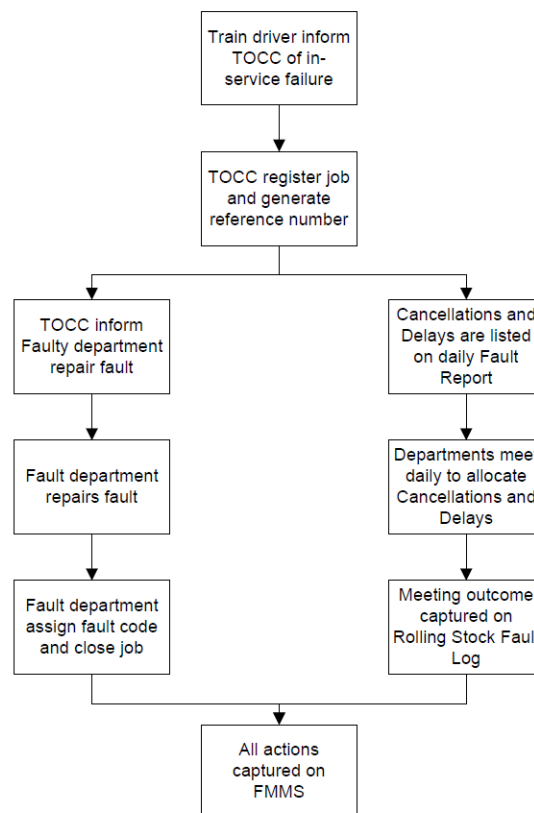 Train driver inform
TOCC of in-
service failure
TOCC register job
and generate
reference number
TOCC inform
Faulty department
repair fault
Cancellations and
Delays are listed
on daily Fault
Report
Fault department
repairs fault
Departments meet
daily to allocate
Cancellations and
Delays
Fault department
assign fault code
and close job
Meeting outcome
captured on
Rolling Stock Fault
Log
All actions
captured on
FMMS